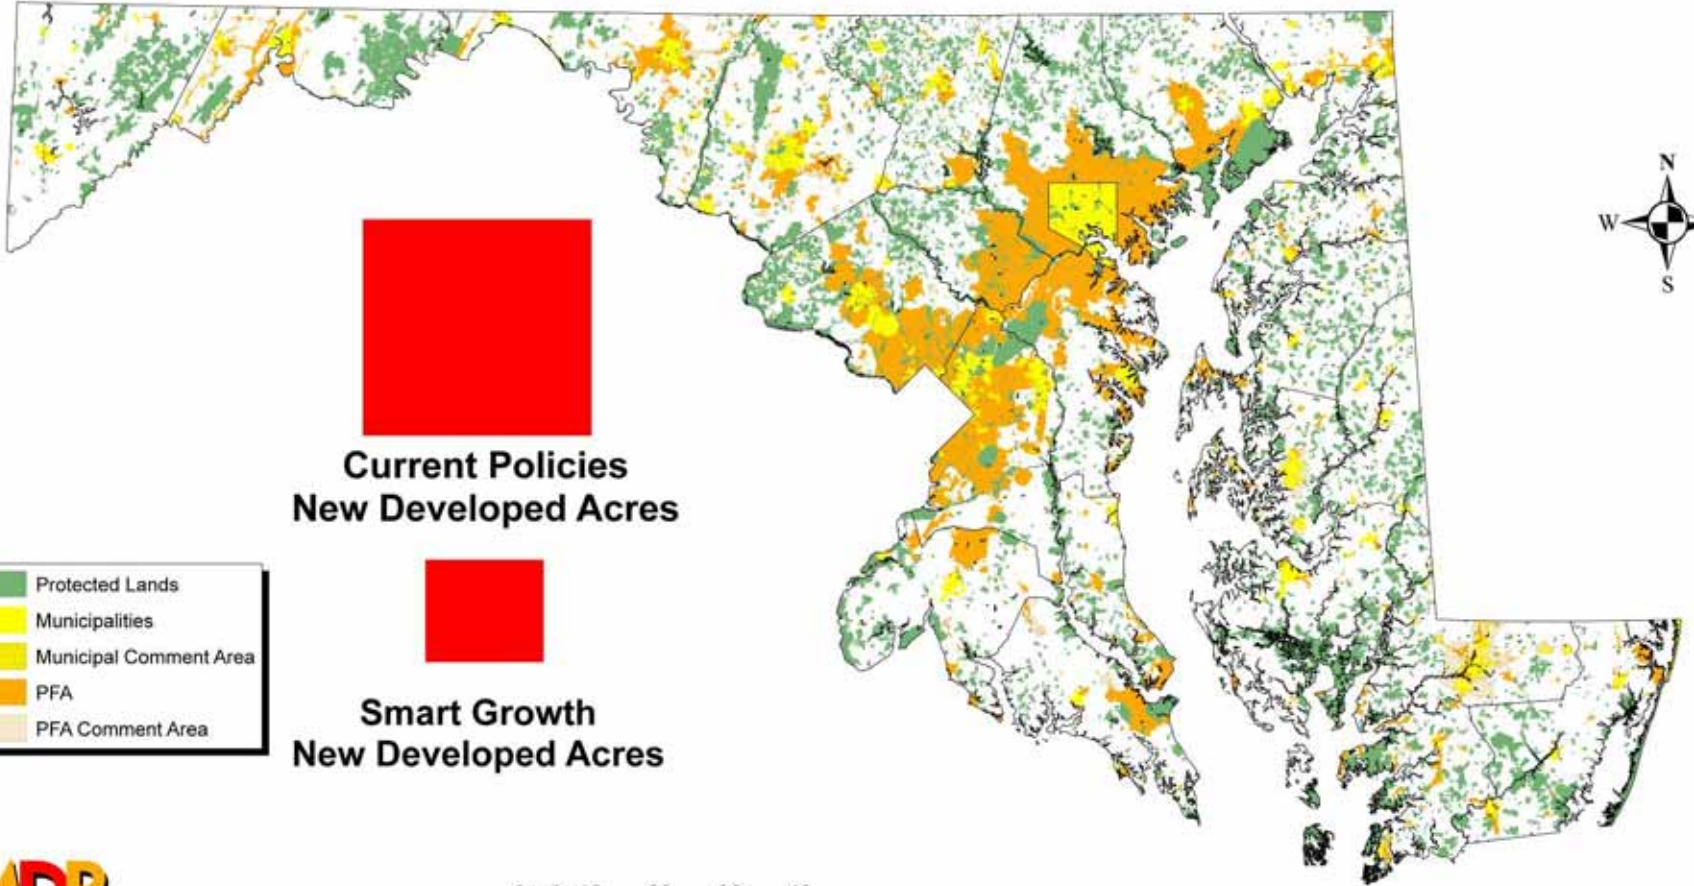 N
W
S
Current Policies
New Developed Acres
Protected Lands
Municipalities
Municipal Comment Area
PFA
PFA Comment Area
Smart Growth
New Developed Acres